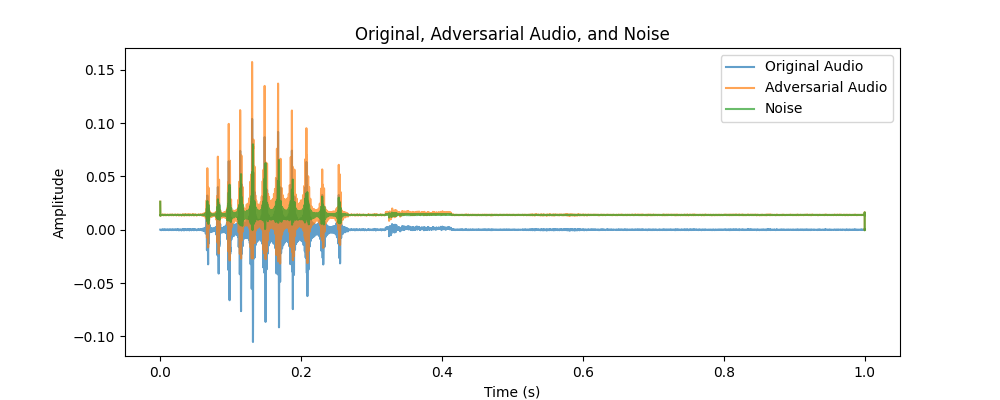 Original, Adversarial Audio, and Noise
Original Audio
Adversarial Audio
Noise
Amplitude
0.15
0.10
0.05
0.00
−0.05
−0.10
0.0 0.2 0.4 0.6 0.8 1.0
Time (s)